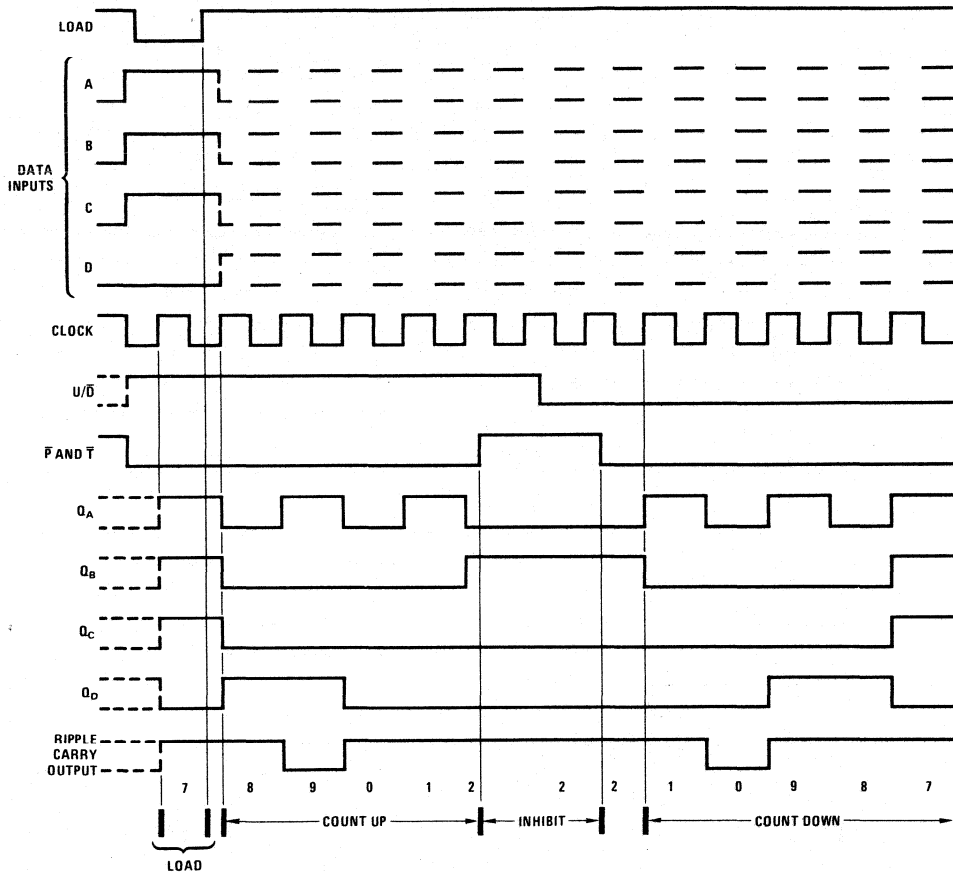 LOAD
A
B
DATA
INPUTS
C
D
CLOCK
U/D̅
P̅ AND T̅
QA
QB
QC
QD
RIPPLE
CARRY
OUTPUT
7 8 9 0 1 2 2 2 1 0 9 8 7
COUNT UP INHIBIT COUNT DOWN
LOAD